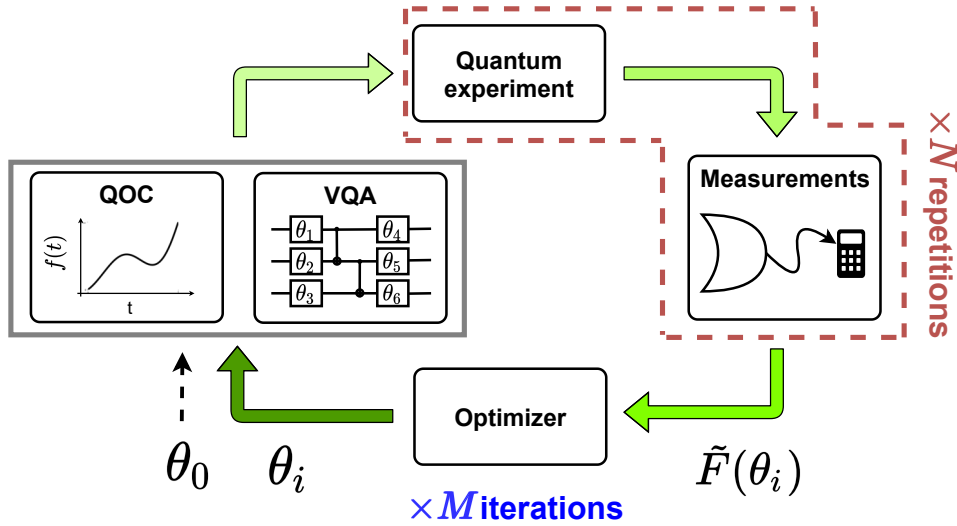 Quantum
experiment
×N repetitions
QOC
f(t)
t
VQA
θ₁
θ₄
θ₂
θ₅
θ₃
θ₆
Measurements
Optimizer
θ₀
θᵢ
F̃(θᵢ)
×M iterations